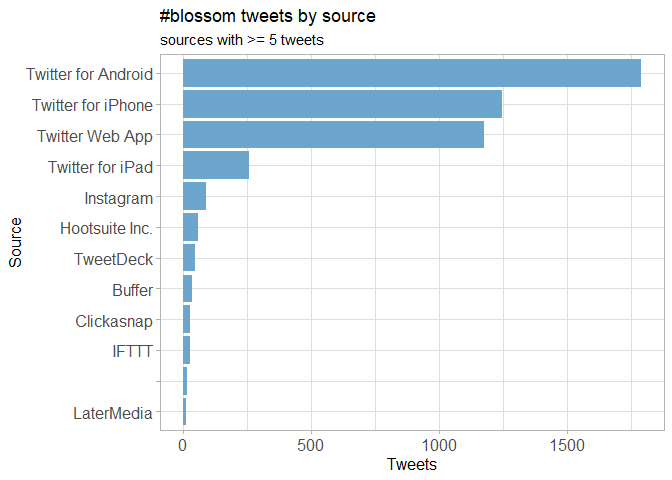 #blossom tweets by source
sources with >= 5 tweets
Twitter for Android
Twitter for iPhone
Twitter Web App
Twitter for iPad
Instagram
Hootsuite Inc.
TweetDeck
Buffer
Clickasnap
IFTTT
LaterMedia
Source
0 500 1000 1500
Tweets